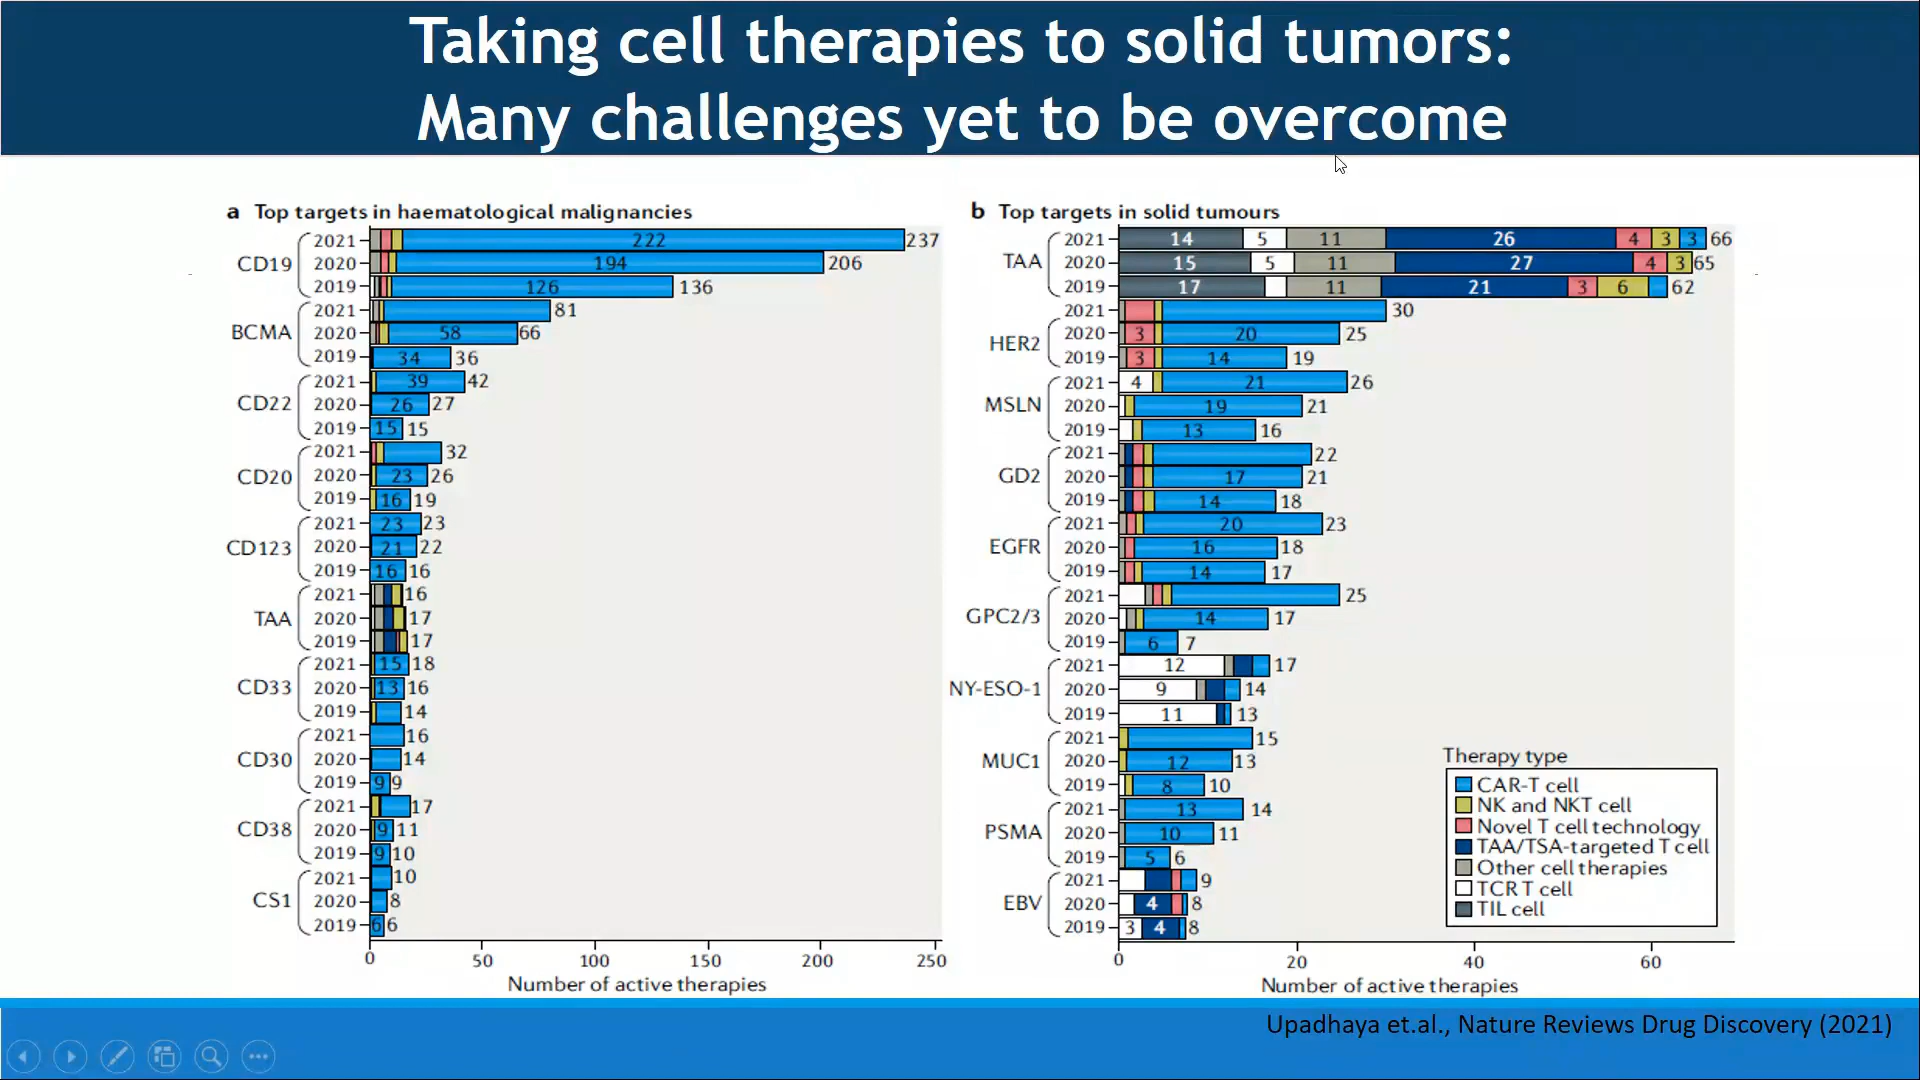 Taking cell therapies to solid tumors:
Many challenges yet to be overcome
a Top targets in haematological malignancies
CD19
2021 222 237
2020 194 206
2019 126 136
BCMA
2021 81
2020 58 66
2019 34 36
CD22
2021 39 42
2020 26 27
2019 15 15
CD20
2021 32
2020 23 26
2019 16 19
CD123
2021 23 23
2020 21 22
2019 16 16
TAA
2021 16
2020 17
2019 17
CD33
2021 15 18
2020 13 16
2019 14
CD30
2021 16
2020 14
2019 9 9
CD38
2021 17
2020 9 11
2019 9 10
CS1
2021 10
2020 8
2019 6 6
0 50 100 150 200 250
Number of active therapies
b Top targets in solid tumours
TAA
2021 14 5 11 26 4 3 3 66
2020 15 5 11 27 4 3 65
2019 17 11 21 3 6 62
HER2
2021 30
2020 3 20 25
2019 3 14 19
MSLN
2021 4 21 26
2020 19 21
2019 13 16
GD2
2021 22
2020 17 21
2019 14 18
EGFR
2021 20 23
2020 16 18
2019 14 17
GPC2/3
2021 25
2020 14 17
2019 6 7
NY-ESO-1
2021 12 17
2020 9 14
2019 11 13
MUC1
2021 15
2020 12 13
2019 8 10
PSMA
2021 13 14
2020 10 11
2019 5 6
EBV
2021 9
2020 4 8
2019 3 4 8
0 20 40 60
Number of active therapies
Therapy type
CAR-T cell
NK and NKT cell
Novel T cell technology
TAA/TSA-targeted T cell
Other cell therapies
TCR T cell
TIL cell
Upadhaya et.al., Nature Reviews Drug Discovery (2021)